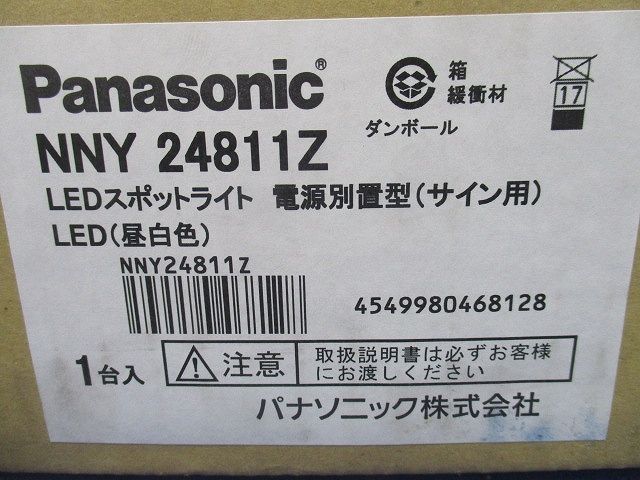 Panasonic®
箱
緩衝材
ダンボール
17
NNY 24811Z
LEDスポットライト 電源別置型(サイン用)
LED(昼白色)
NNY24811Z
4549980468128
1台入
注意
取扱説明書は必ずお客様
にお渡しください
パナソニック株式会社